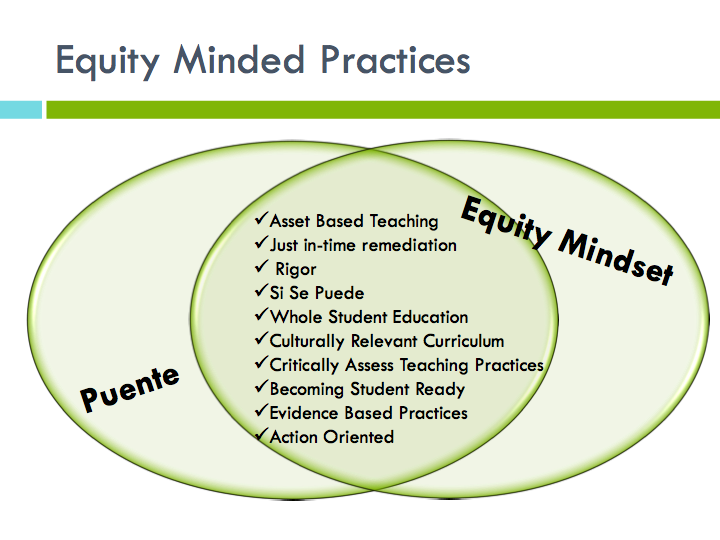 Equity Minded Practices
Equity Mindset
✓Asset Based Teaching
✓Just in-time remediation
✓ Rigor
✓Si Se Puede
✓Whole Student Education
✓Culturally Relevant Curriculum
✓Critically Assess Teaching Practices
✓Becoming Student Ready
✓Evidence Based Practices
✓Action Oriented
Puente